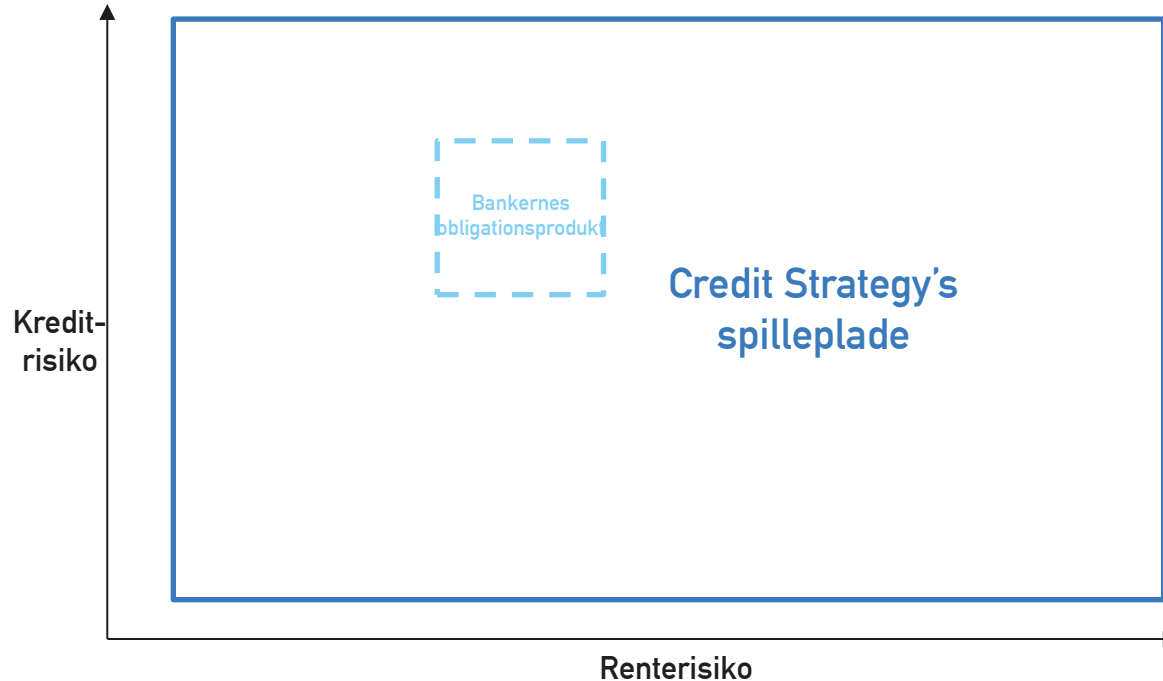 Bankernes
obligationsprodukt
Credit Strategy's
spilleplade
Kredit-
risiko
Renterisiko